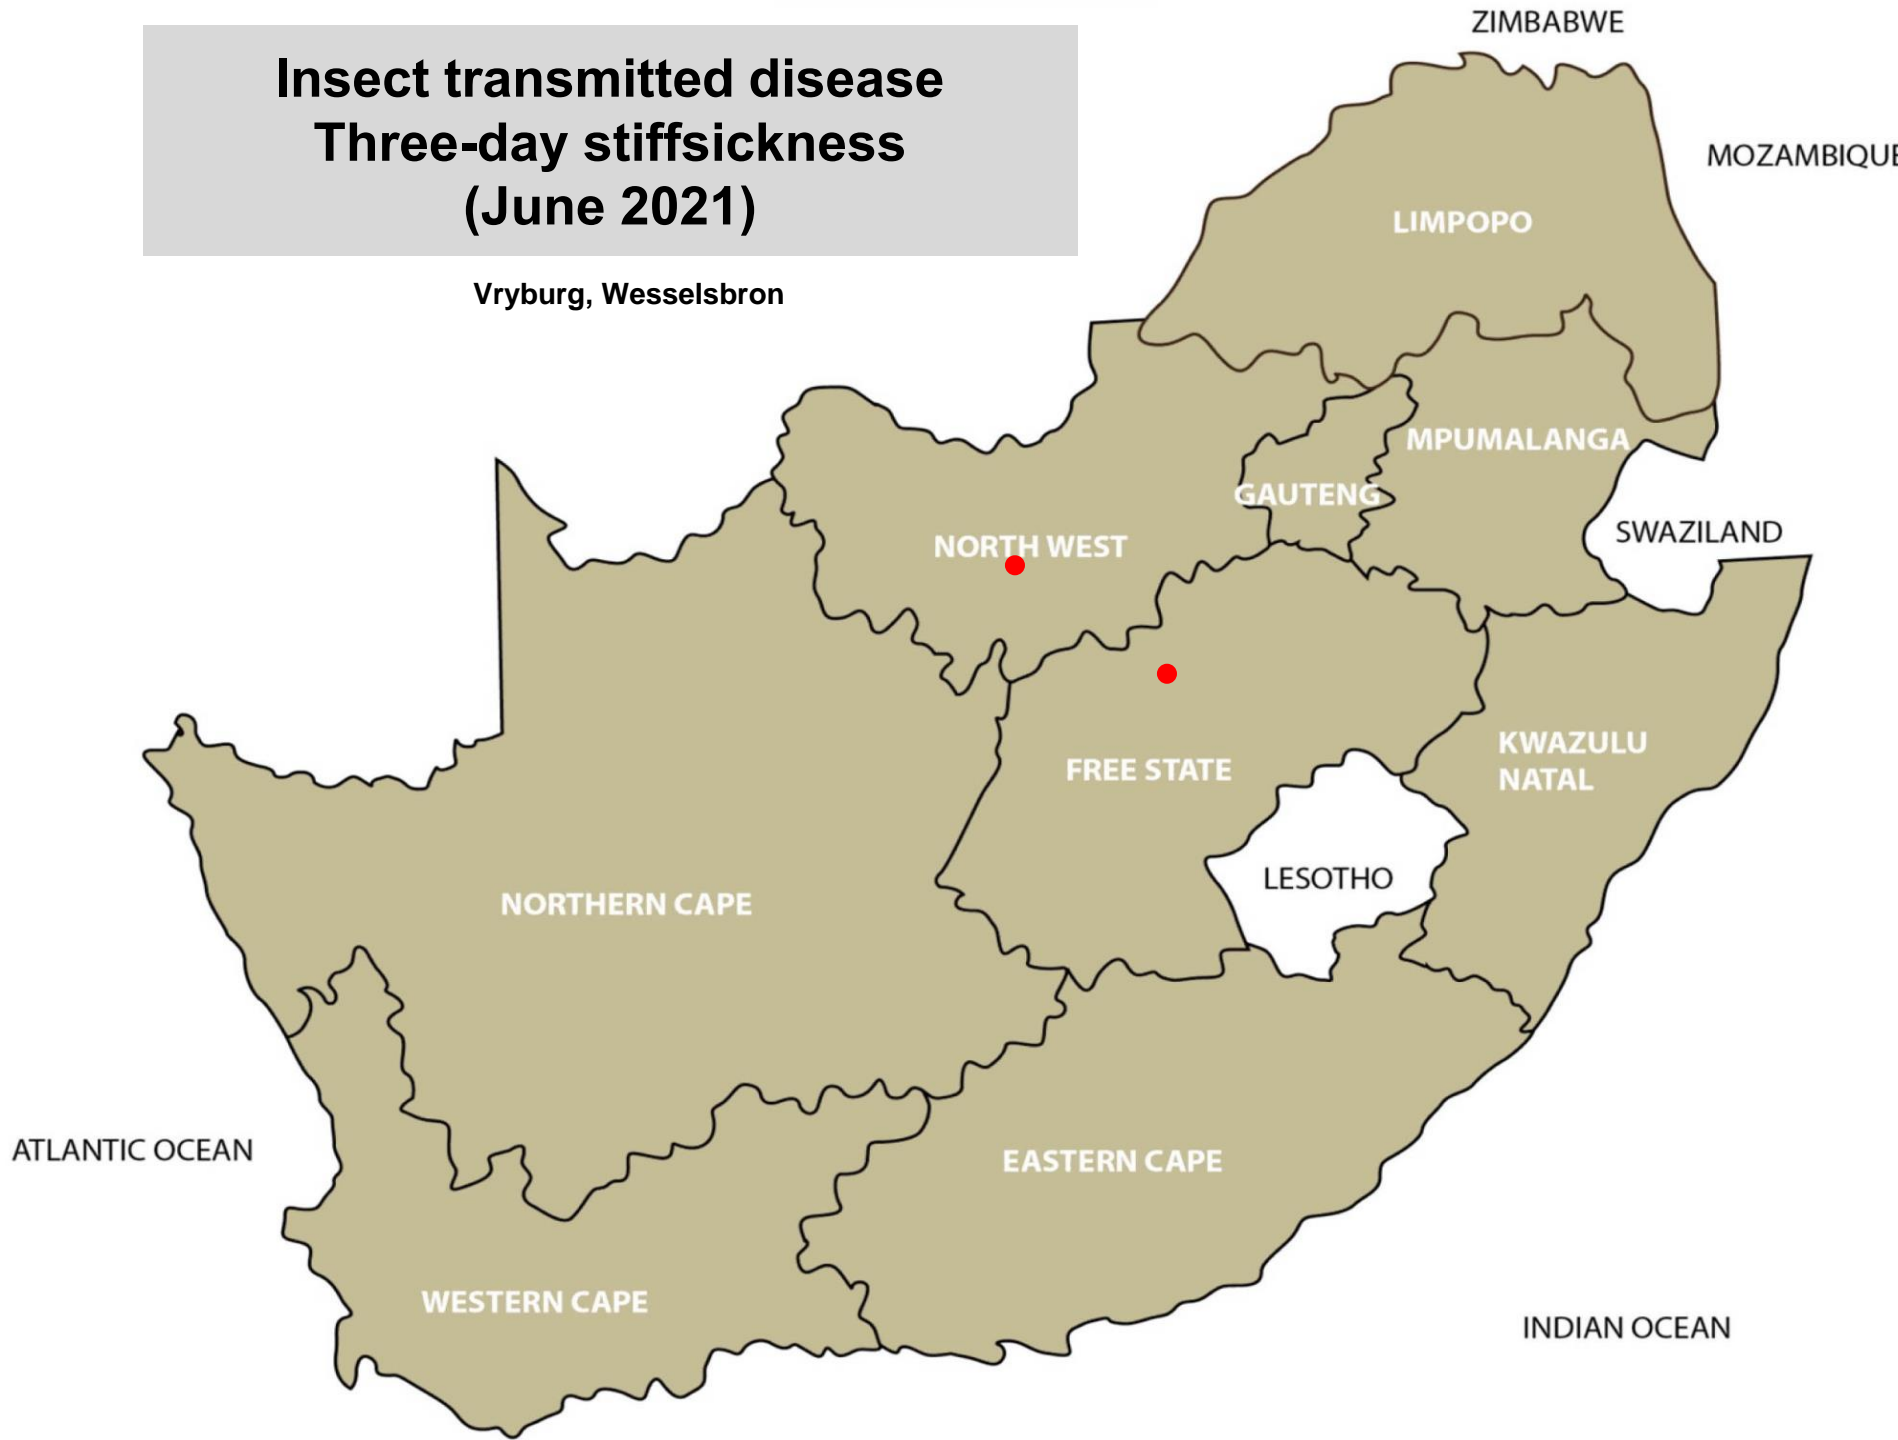 ZIMBABWE
Insect transmitted disease
Three-day stiffsickness
(June 2021)
MOZAMBIQUE
LIMPOPO
Vryburg, Wesselsbron
MPUMALANGA
GAUTENG
SWAZILAND
NORTH WEST
KWAZULU
NATAL
FREE STATE
LESOTHO
NORTHERN CAPE
ATLANTIC OCEAN
EASTERN CAPE
WESTERN CAPE
INDIAN OCEAN